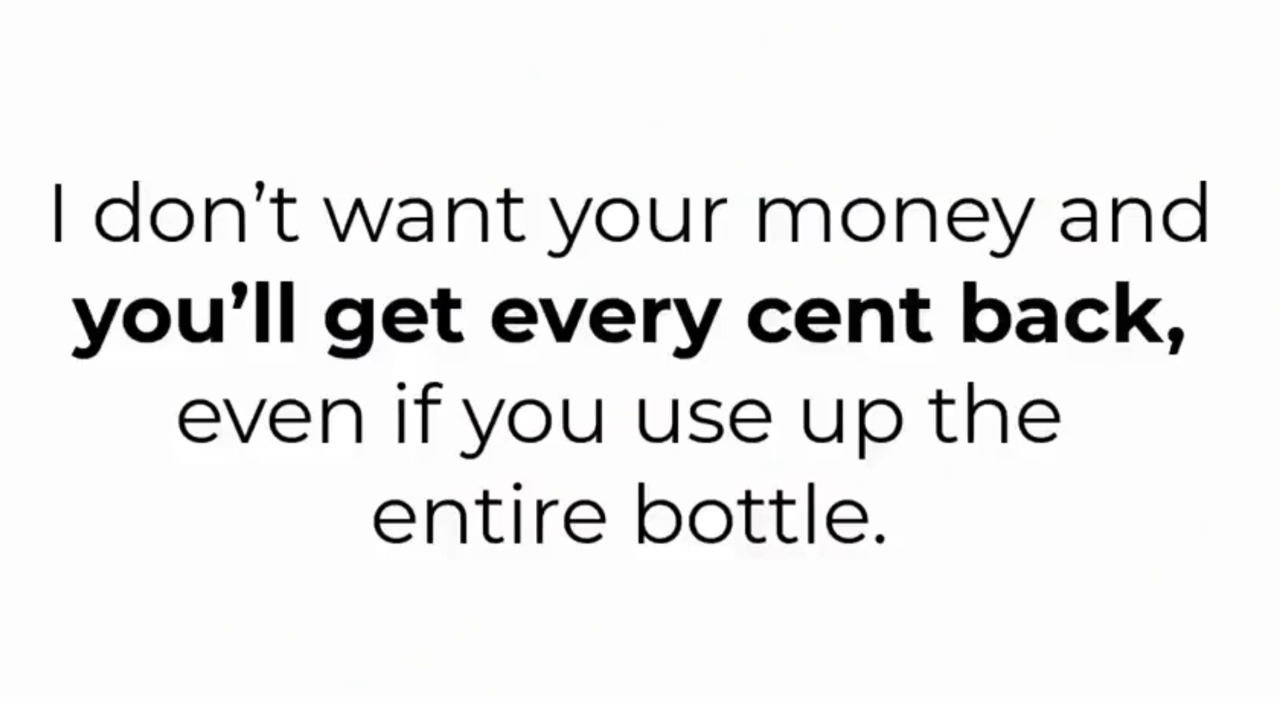 I don’t want your money and
you’ll get every cent back,
even if you use up the
entire bottle.